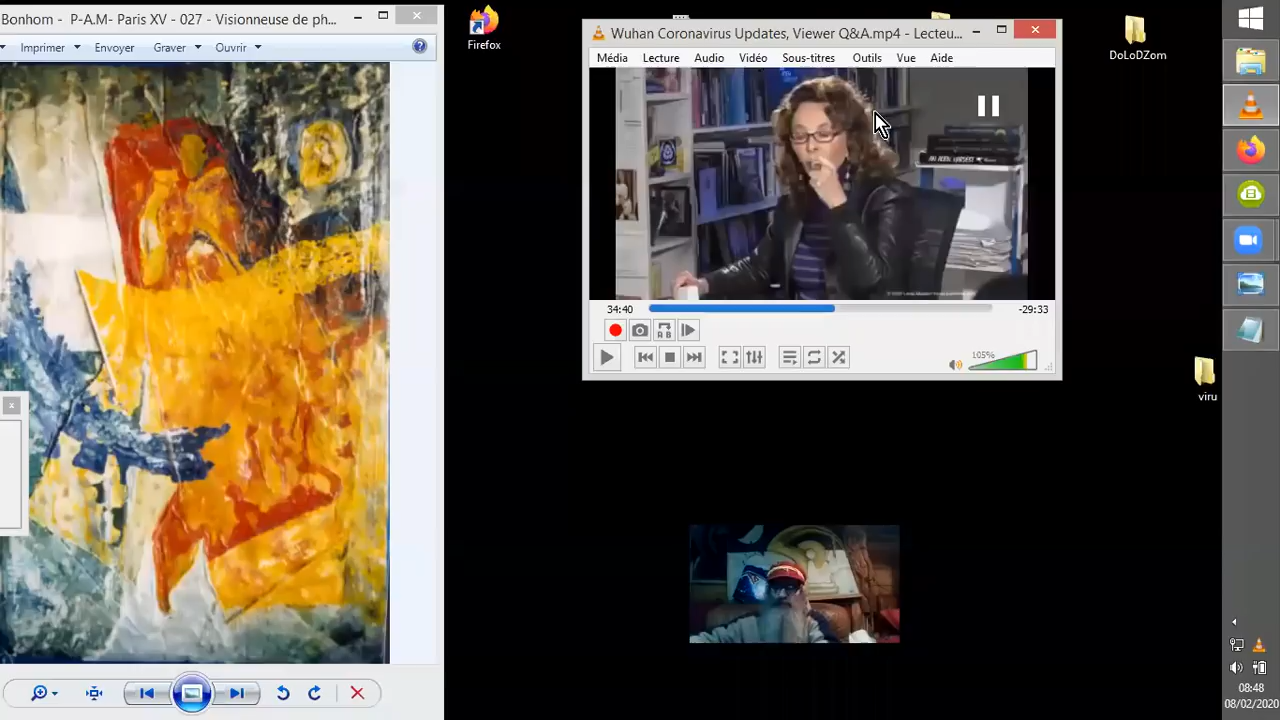 Bonhom - P-A.M- Paris XV - 027 - Visionneuse de ph...
Imprimer Envoyer Graver Ouvrir
Firefox
Wuhan Coronavirus Updates, Viewer Q&A.mp4 - Lecteu...
Média Lecture Audio Vidéo Sous-titres Outils Vue Aide
34:40 -29:33
A B
105%
DoLoDZom
viru
08:48
08/02/2020